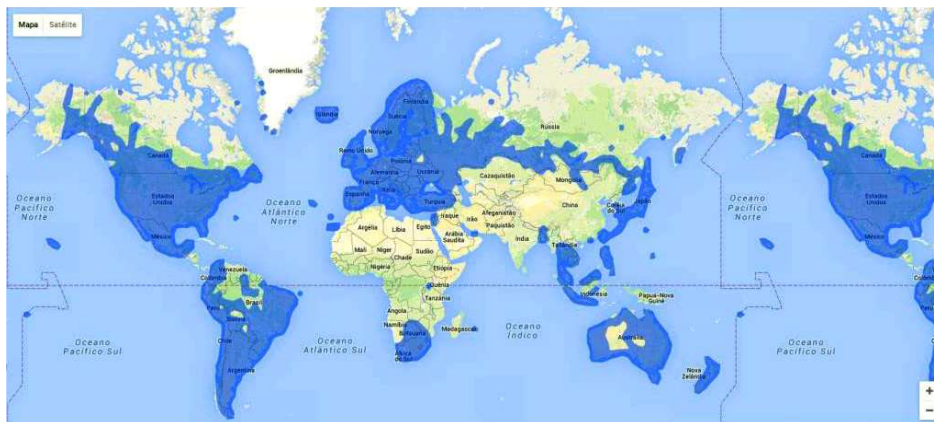 Mapa Satélite
Groenlândia
Islândia
Finlândia
Suécia
Noruega
Rússia
Reino Unido
Polônia
Alemanha
Ucrânia
França
Itália
Espanha
Turquia
Cazaquistão
Mongólia
China
Coreia do Sul
Japão
Iraque
Irã
Afeganistão
Paquistão
Arábia
Saudita
Índia
Tailândia
Argélia
Líbia
Egito
Mali
Níger
Chade
Sudão
Nigéria
Etiópia
Quênia
Tanzânia
Angola
Namíbia
Botsuana
Madagascar
África
do Sul
Indonésia
Papua-Nova
Guiné
Austrália
Nova
Zelândia
Canadá
Estados
Unidos
México
Venezuela
Colômbia
Brasil
Peru
Bolívia
Chile
Argentina
Oceano
Pacífico
Norte
Oceano
Atlântico
Norte
Oceano
Pacífico Sul
Oceano
Atlântico Sul
Oceano
Índico
Oceano
Pacífico
Norte
Oceano
Pacífico Sul
Canadá
Estados
Unidos
México
+
−